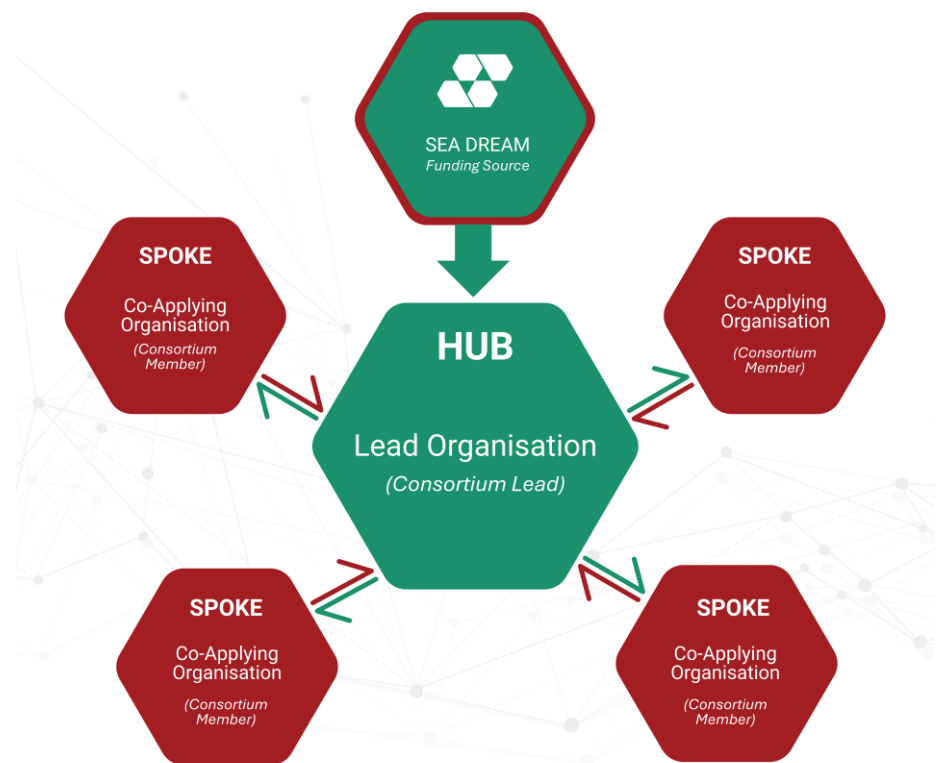 SEA DREAM
Funding Source
SPOKE
Co-Applying
Organisation
(Consortium
Member)
SPOKE
Co-Applying
Organisation
(Consortium
Member)
HUB
Lead Organisation
(Consortium Lead)
SPOKE
Co-Applying
Organisation
(Consortium
Member)
SPOKE
Co-Applying
Organisation
(Consortium
Member)